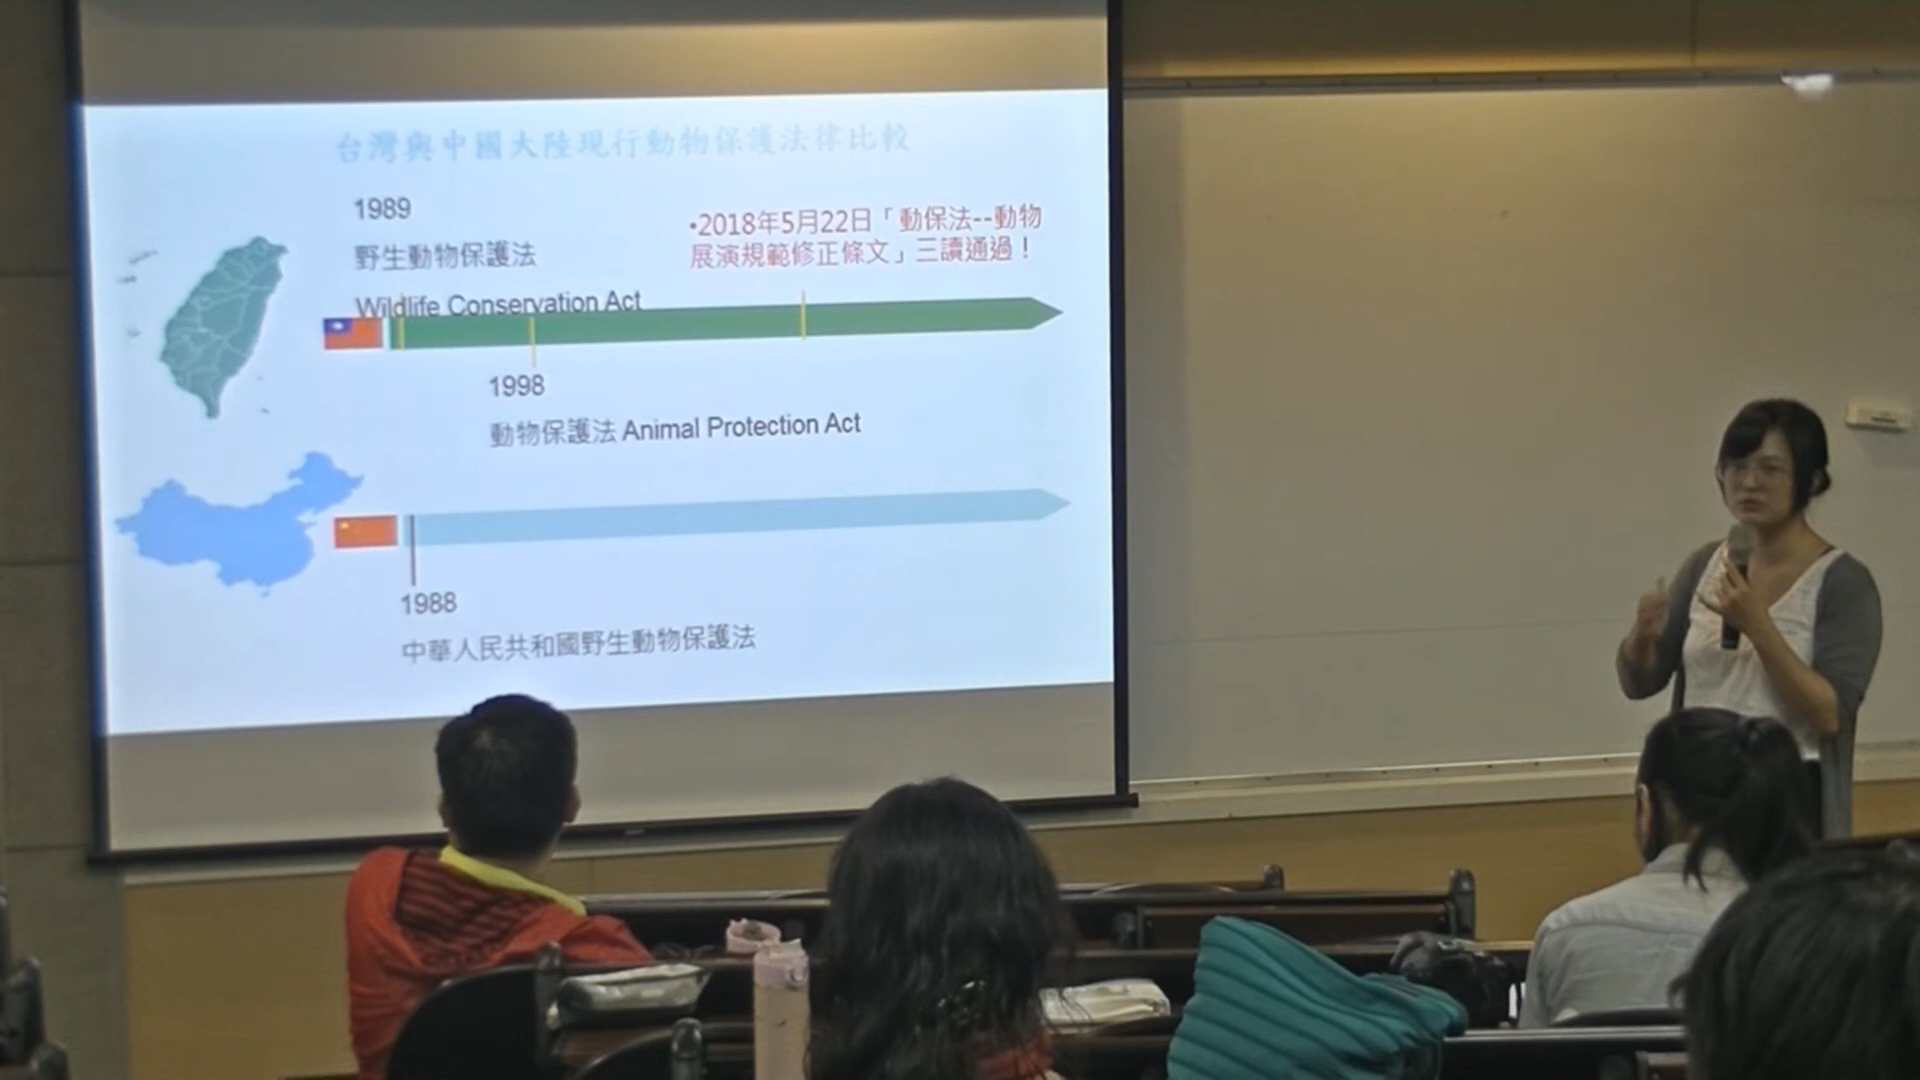 台灣與中國大陸現行動物保護法律比較
1989
野生動物保護法
Wildlife Conservation Act
•2018年5月22日「動保法--動物
展演規範修正條文」三讀通過！
1998
動物保護法 Animal Protection Act
1988
中華人民共和國野生動物保護法